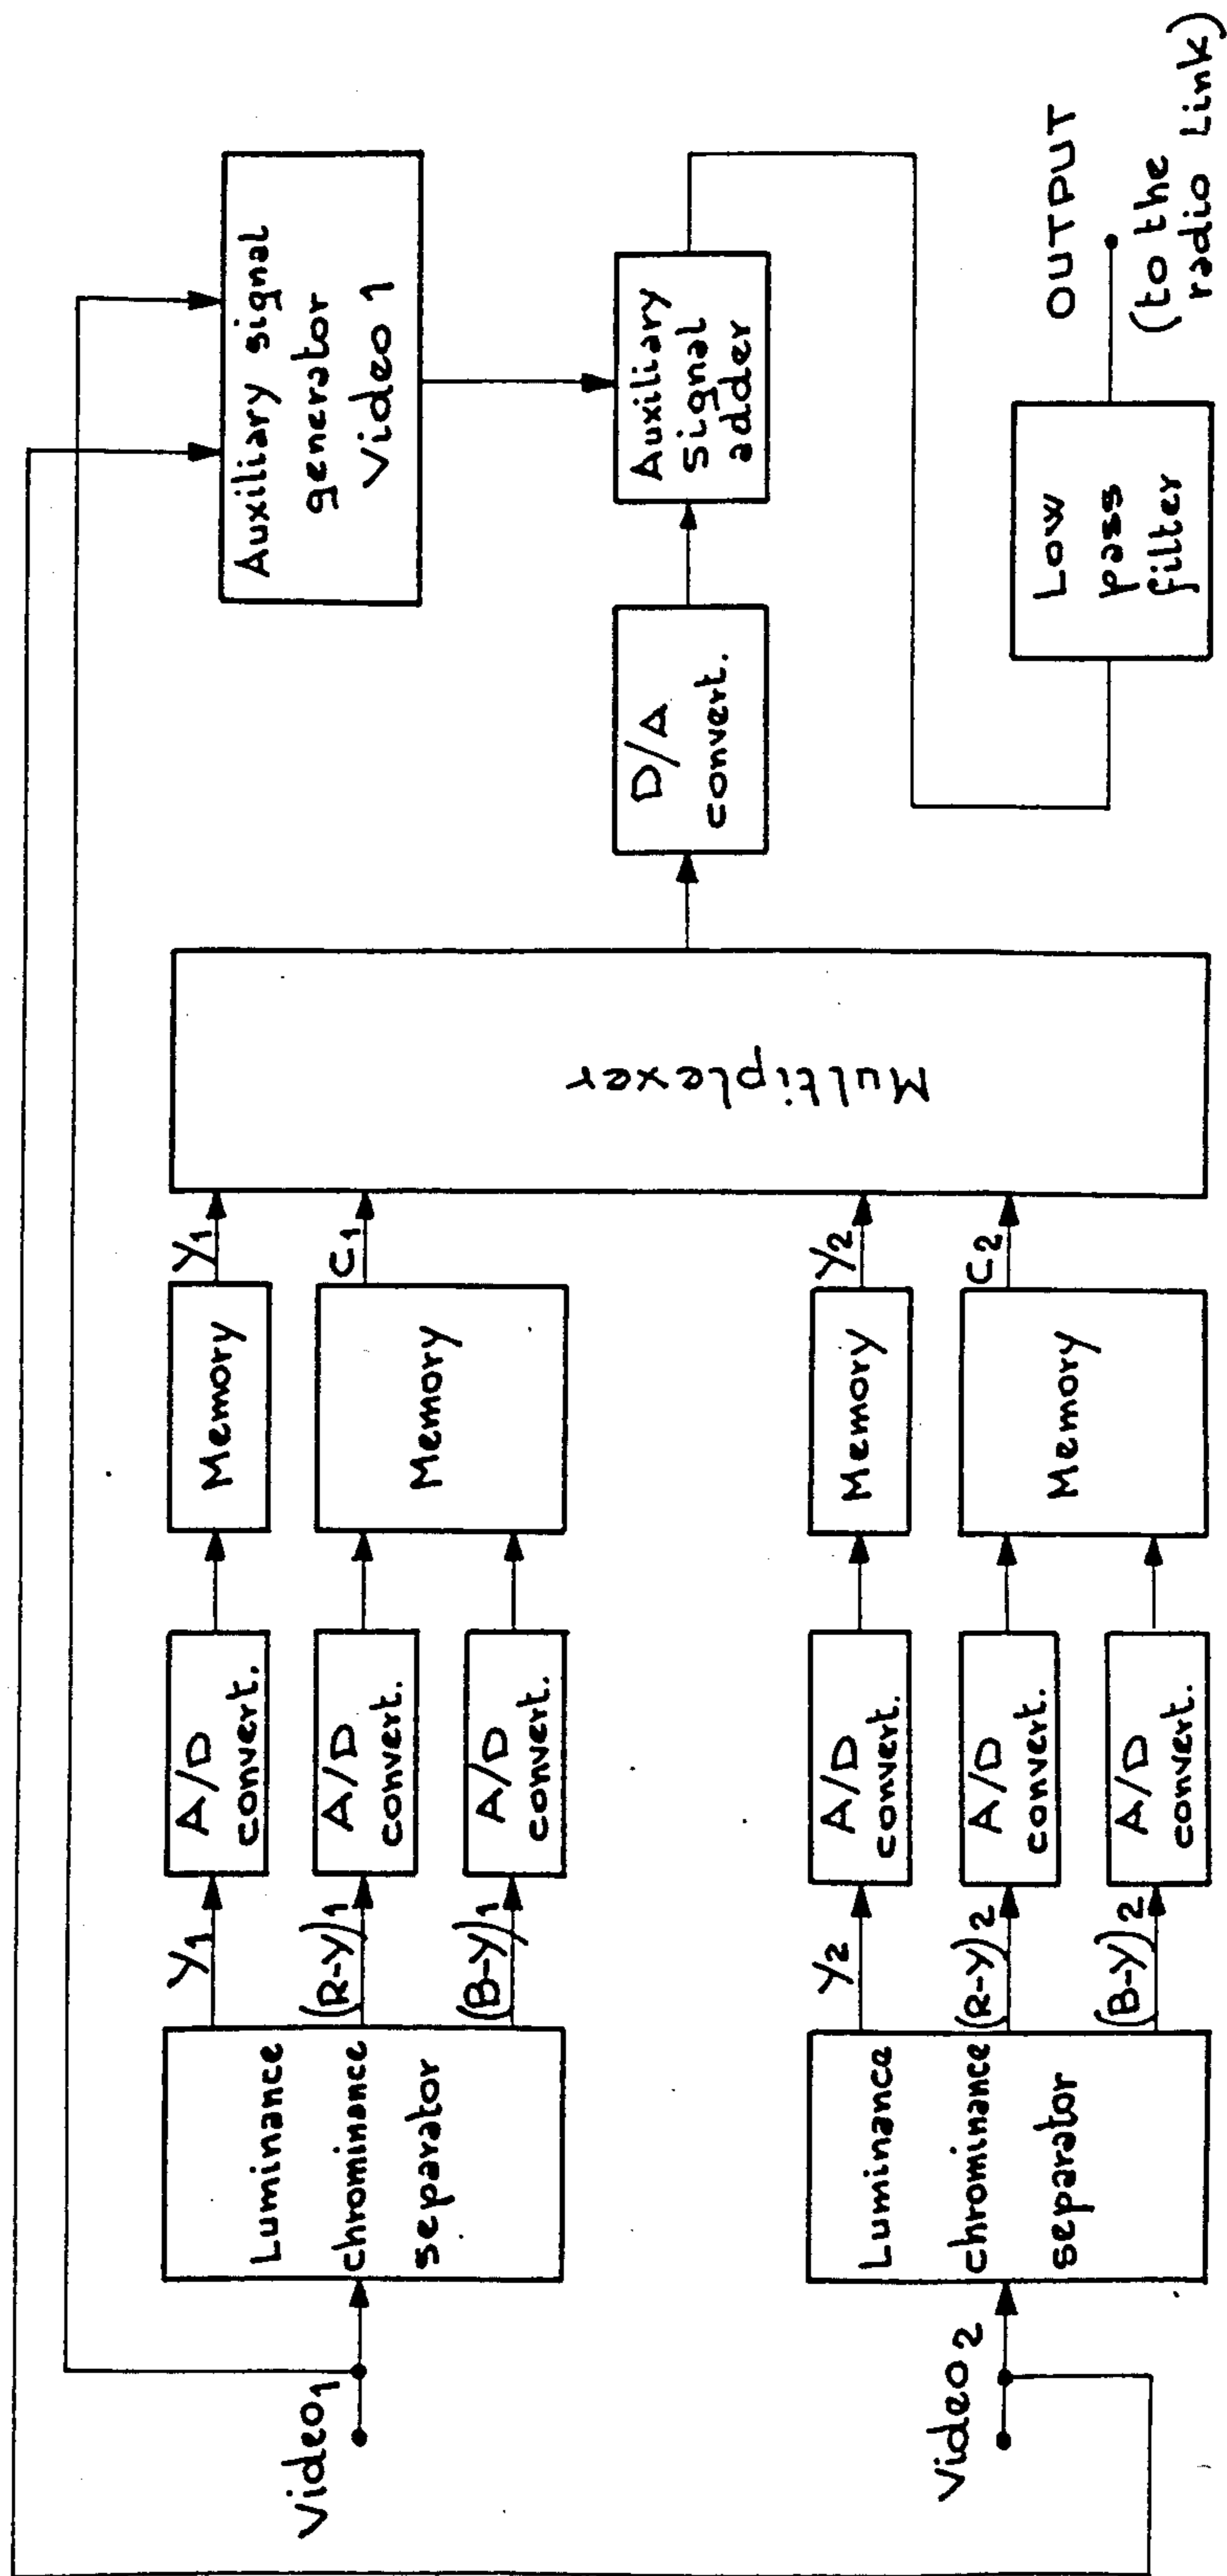 Video1
Luminance
chrominance
separator
Y1
(R-Y)1
(B-Y)1
A/D
convert.
A/D
convert.
A/D
convert.
Memory
Memory
Y1
C1
Video2
Luminance
chrominance
separator
Y2
(R-Y)2
(B-Y)2
A/D
convert.
A/D
convert.
A/D
convert.
Memory
Memory
Y2
C2
Multiplexer
D/A
convert.
Auxiliary signal
generator
Video 1
Auxiliary
Signal
adder
Low
pass
filter
OUTPUT
(to the
radio Link)